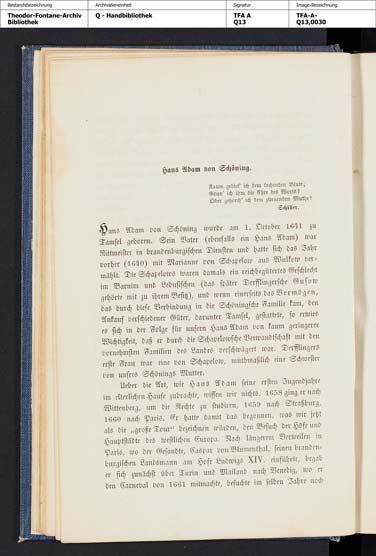 Bestandsbezeichnung
Archivalieneinheit
Signatur
Image-Bezeichnung
Theodor-Fontane-Archiv
Bibliothek
Q - Handbibliothek
TFA A
Q13
TFA-A-
Q13,0030
Hans Adam von Schöning.
Kaum gebiet' ich dem kochenden Blute;
Gönn' ich ihm die Ehre des Worts?
Oder gehorch' ich dem zürnenden Muthe?
Schiller.
Hans Adam von Schöning wurde am 1. October 1641 zu
Tamsel geboren. Sein Vater (ebenfalls ein Hans Adam) war
Rittmeister in brandenburgischen Diensten und hatte sich das Jahr
vorher (1640) mit Marianne von Schapelow aus Wulkow ver-
mählt. Die Schapelows waren damals ein reichbegütertes Geschlecht
im Barnim und Lebusischen (das später Derfflingersche Gusow
gehörte mit zu ihrem Besitz), und wenn einerseits das Vermögen,
das durch diese Verbindung in die Schöningsche Familie kam, den
Ankauf verschiedener Güter, darunter Tamsel, gestattete, so erwies
es sich in der Folge für unsern Hans Adam von kaum geringerer
Wichtigkeit, daß er durch die Schapelowsche Verwandtschaft mit den
vornehmsten Familien des Landes verschwägert war. Derfflingers
erste Frau war eine von Schapelow, muthmaßlich eine Schwester
von unsres Schönings Mutter.
Ueber die Art, wie Hans Adam seine ersten Jugendjahre
im elterlichen Hause zubrachte, wissen wir nichts. 1658 ging er nach
Wittenberg, um die Rechte zu studiren, 1659 nach Straßburg,
1660 nach Paris. Er hatte damit das begonnen, was wir jetzt
als die „große Tour“ bezeichnen würden, den Besuch der Höfe und
Hauptstädte des westlichen Europa. Nach längerem Verweilen in
Paris, wo der Gesandte, Caspar von Blumenthal, seinen branden-
burgischen Landsmann am Hofe Ludwigs XIV. einführte, begab
er sich zunächst über Turin und Mailand nach Venedig, wo er
den Carneval von 1661 mitmachte, besuchte im selben Jahre noch